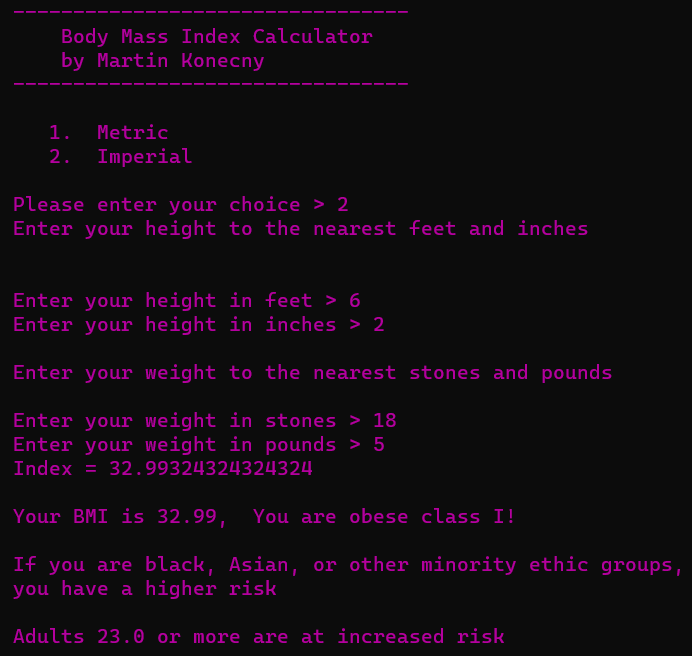 ---------------------------------
Body Mass Index Calculator
by Martin Konecny
---------------------------------
1.  Metric
2.  Imperial
Please enter your choice > 2
Enter your height to the nearest feet and inches
Enter your height in feet > 6
Enter your height in inches > 2
Enter your weight to the nearest stones and pounds
Enter your weight in stones > 18
Enter your weight in pounds > 5
Index = 32.99324324324324
Your BMI is 32.99,  You are obese class I!
If you are black, Asian, or other minority ethic groups,
you have a higher risk
Adults 23.0 or more are at increased risk